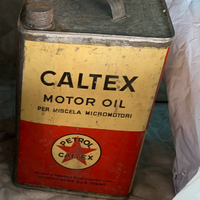 CALTEX
MOTOR OIL
PER MISCELA MICROMOTORI
PETROL
CALTEX